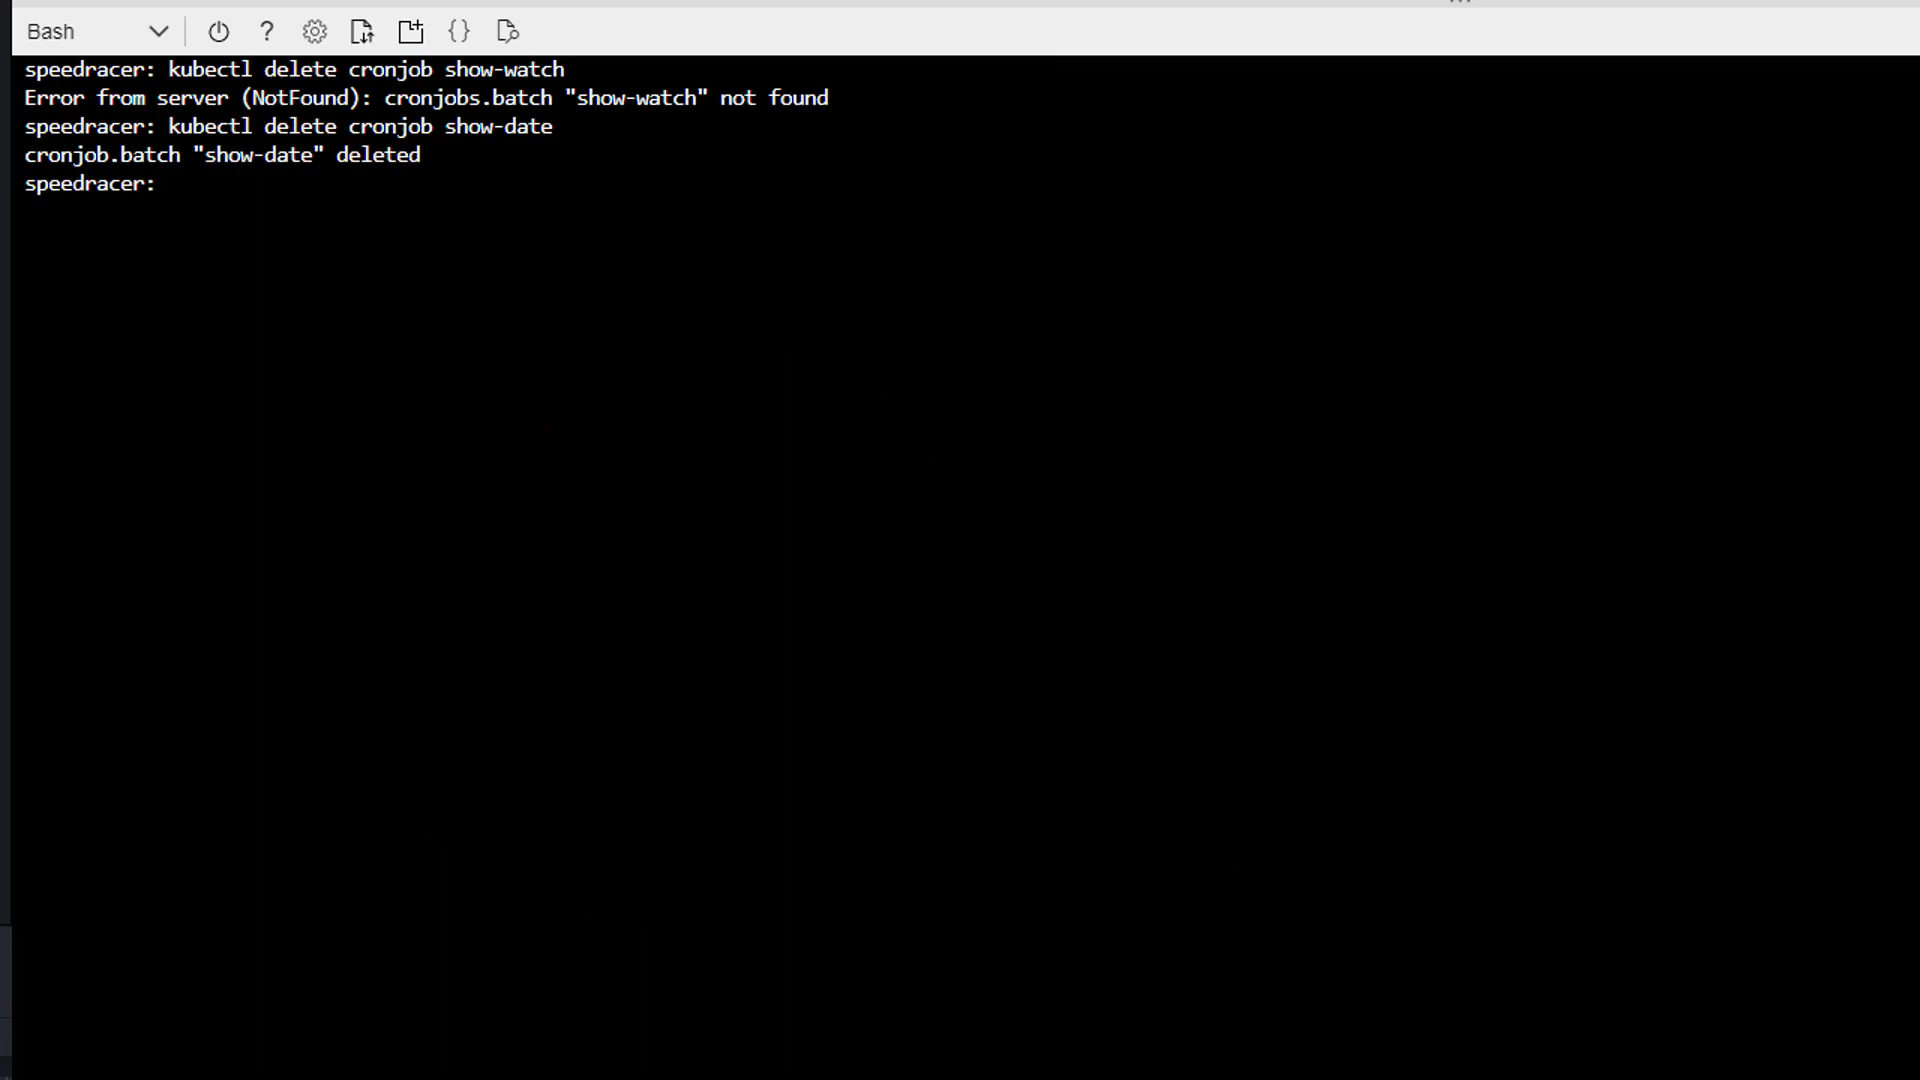 Bash
?
{}
speedracer: kubectl delete cronjob show-watch
Error from server (NotFound): cronjobs.batch "show-watch" not found
speedracer: kubectl delete cronjob show-date
cronjob.batch "show-date" deleted
speedracer: